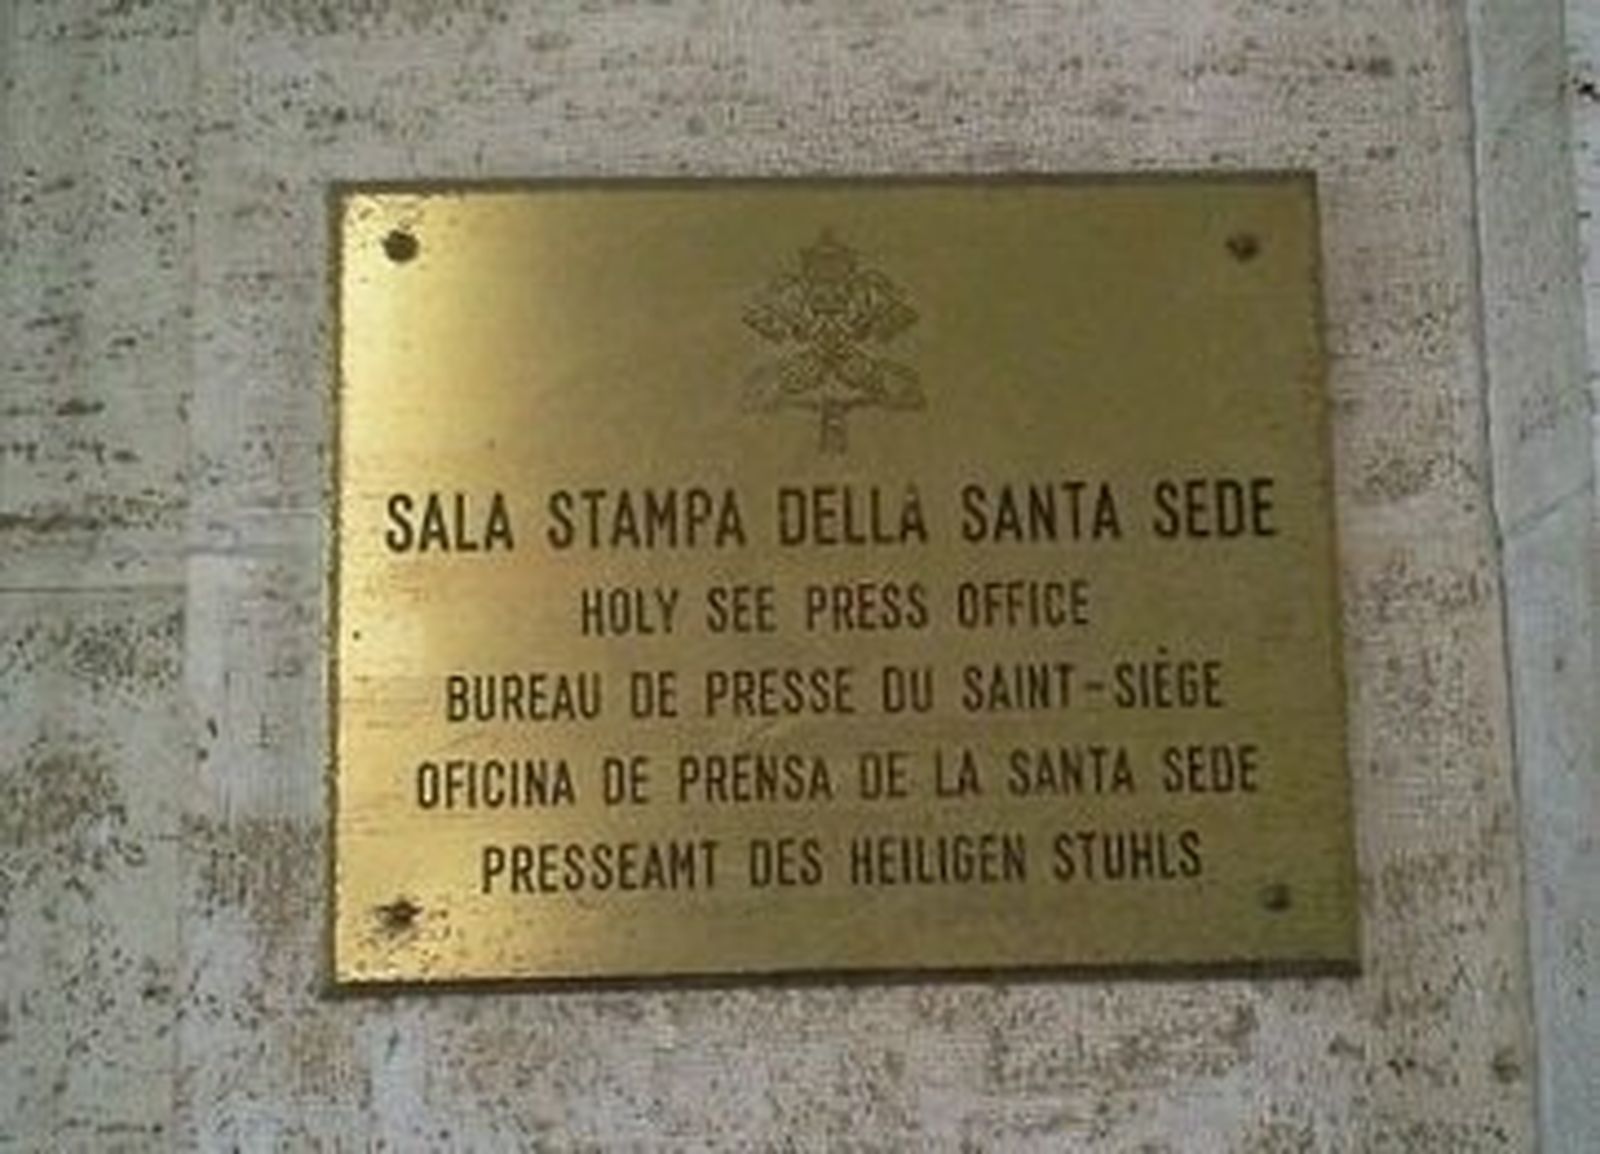 SALA STAMPA DELLA SANTA SEDE
HOLY SEE PRESS OFFICE
BUREAU DE PRESSE DU SAINT-SIÈGE
OFICINA DE PRENSA DE LA SANTA SEDE
PRESSEAMT DES HEILIGEN STUHLS